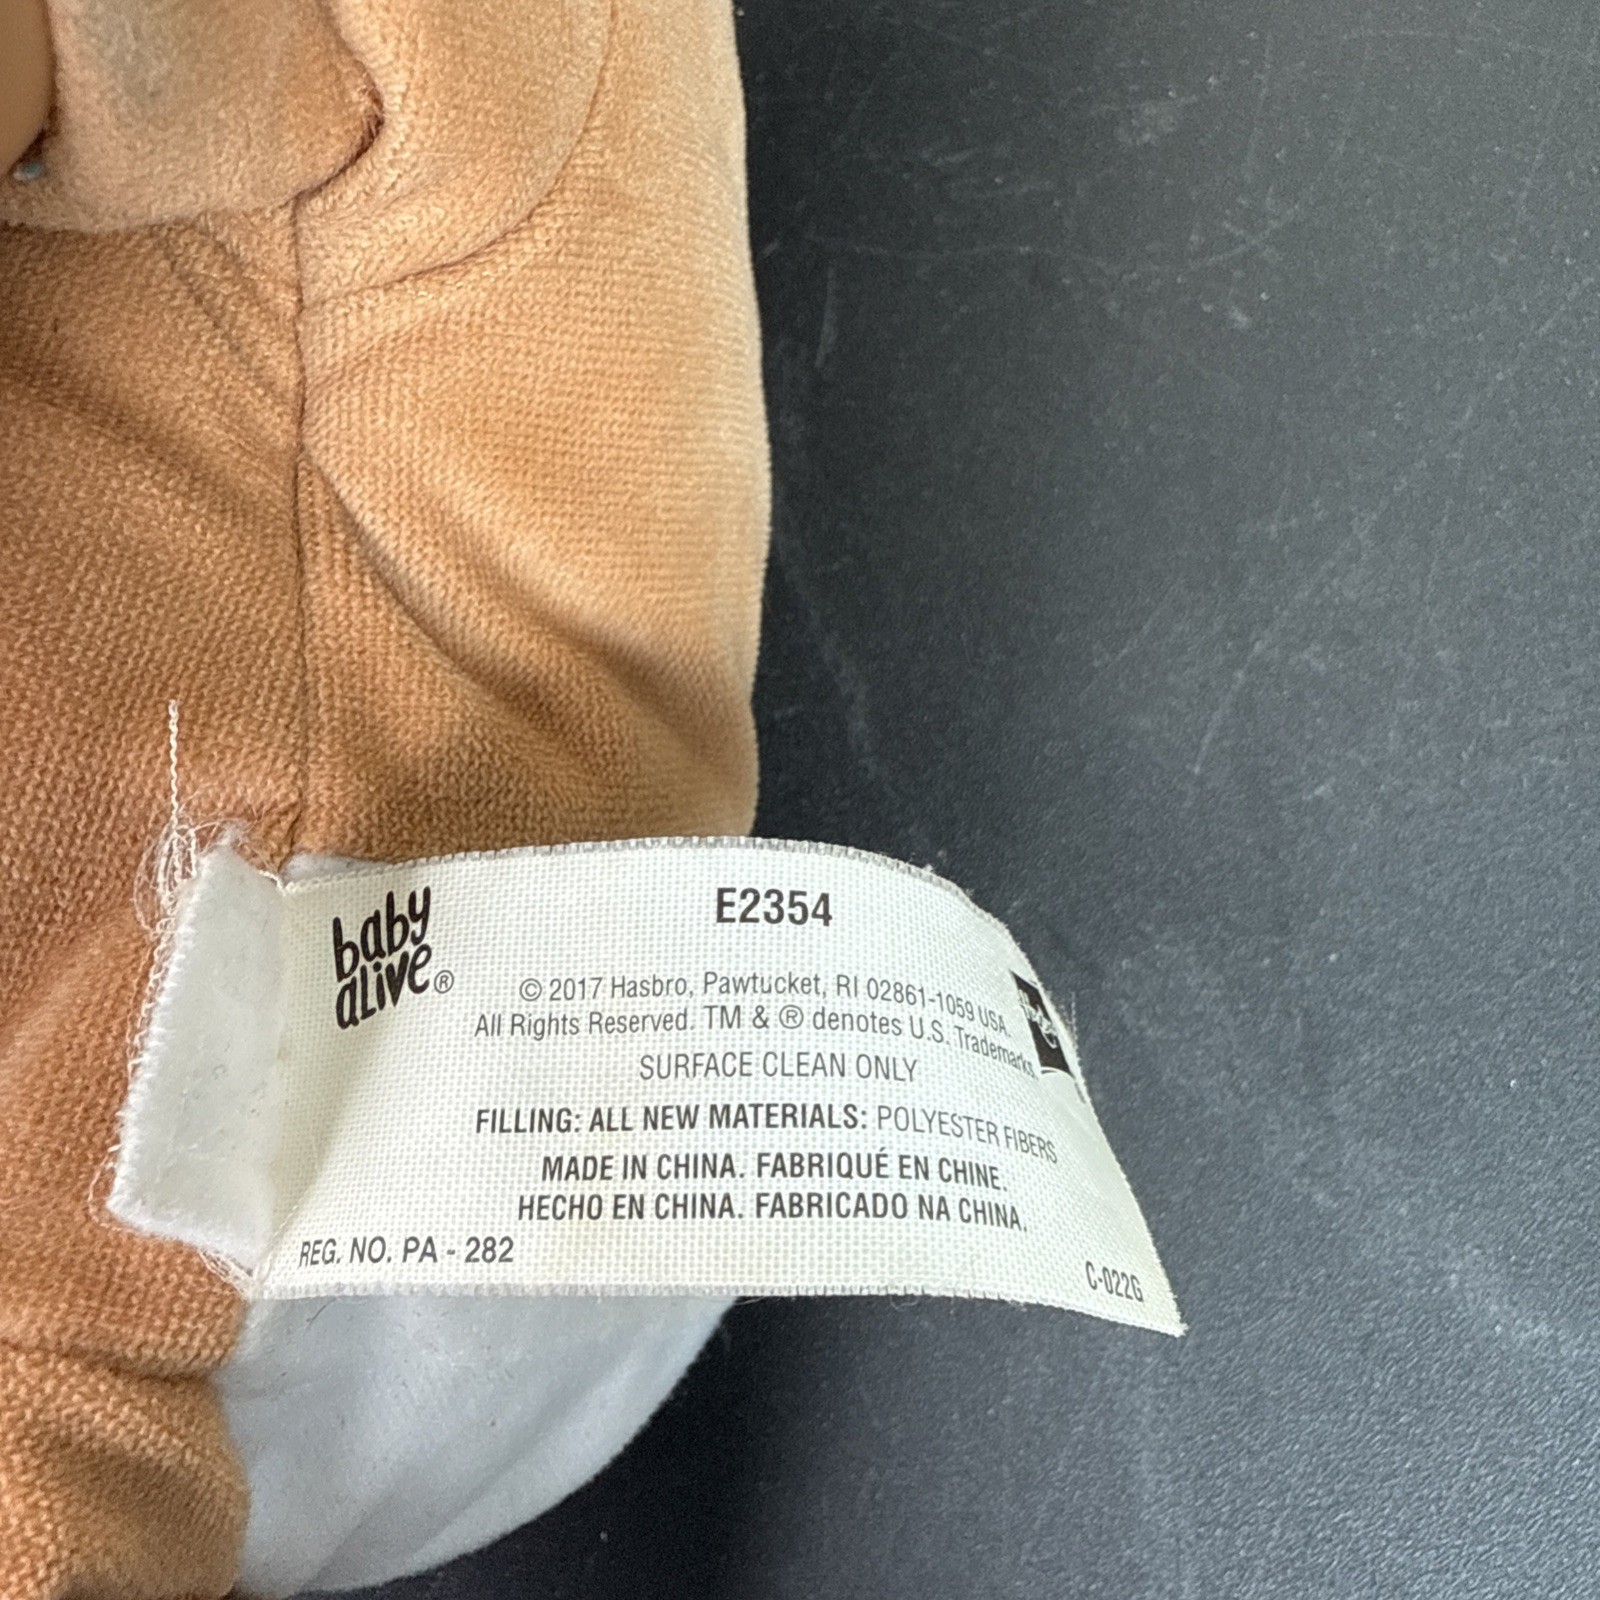 baby
alive®
E2354
© 2017 Hasbro, Pawtucket, RI 02861-1059 USA.
All Rights Reserved. TM & ® denotes U.S. Trademarks.
SURFACE CLEAN ONLY
FILLING: ALL NEW MATERIALS: POLYESTER FIBERS
MADE IN CHINA. FABRIQUÉ EN CHINE.
HECHO EN CHINA. FABRICADO NA CHINA.
REG. NO. PA - 282
C-022G